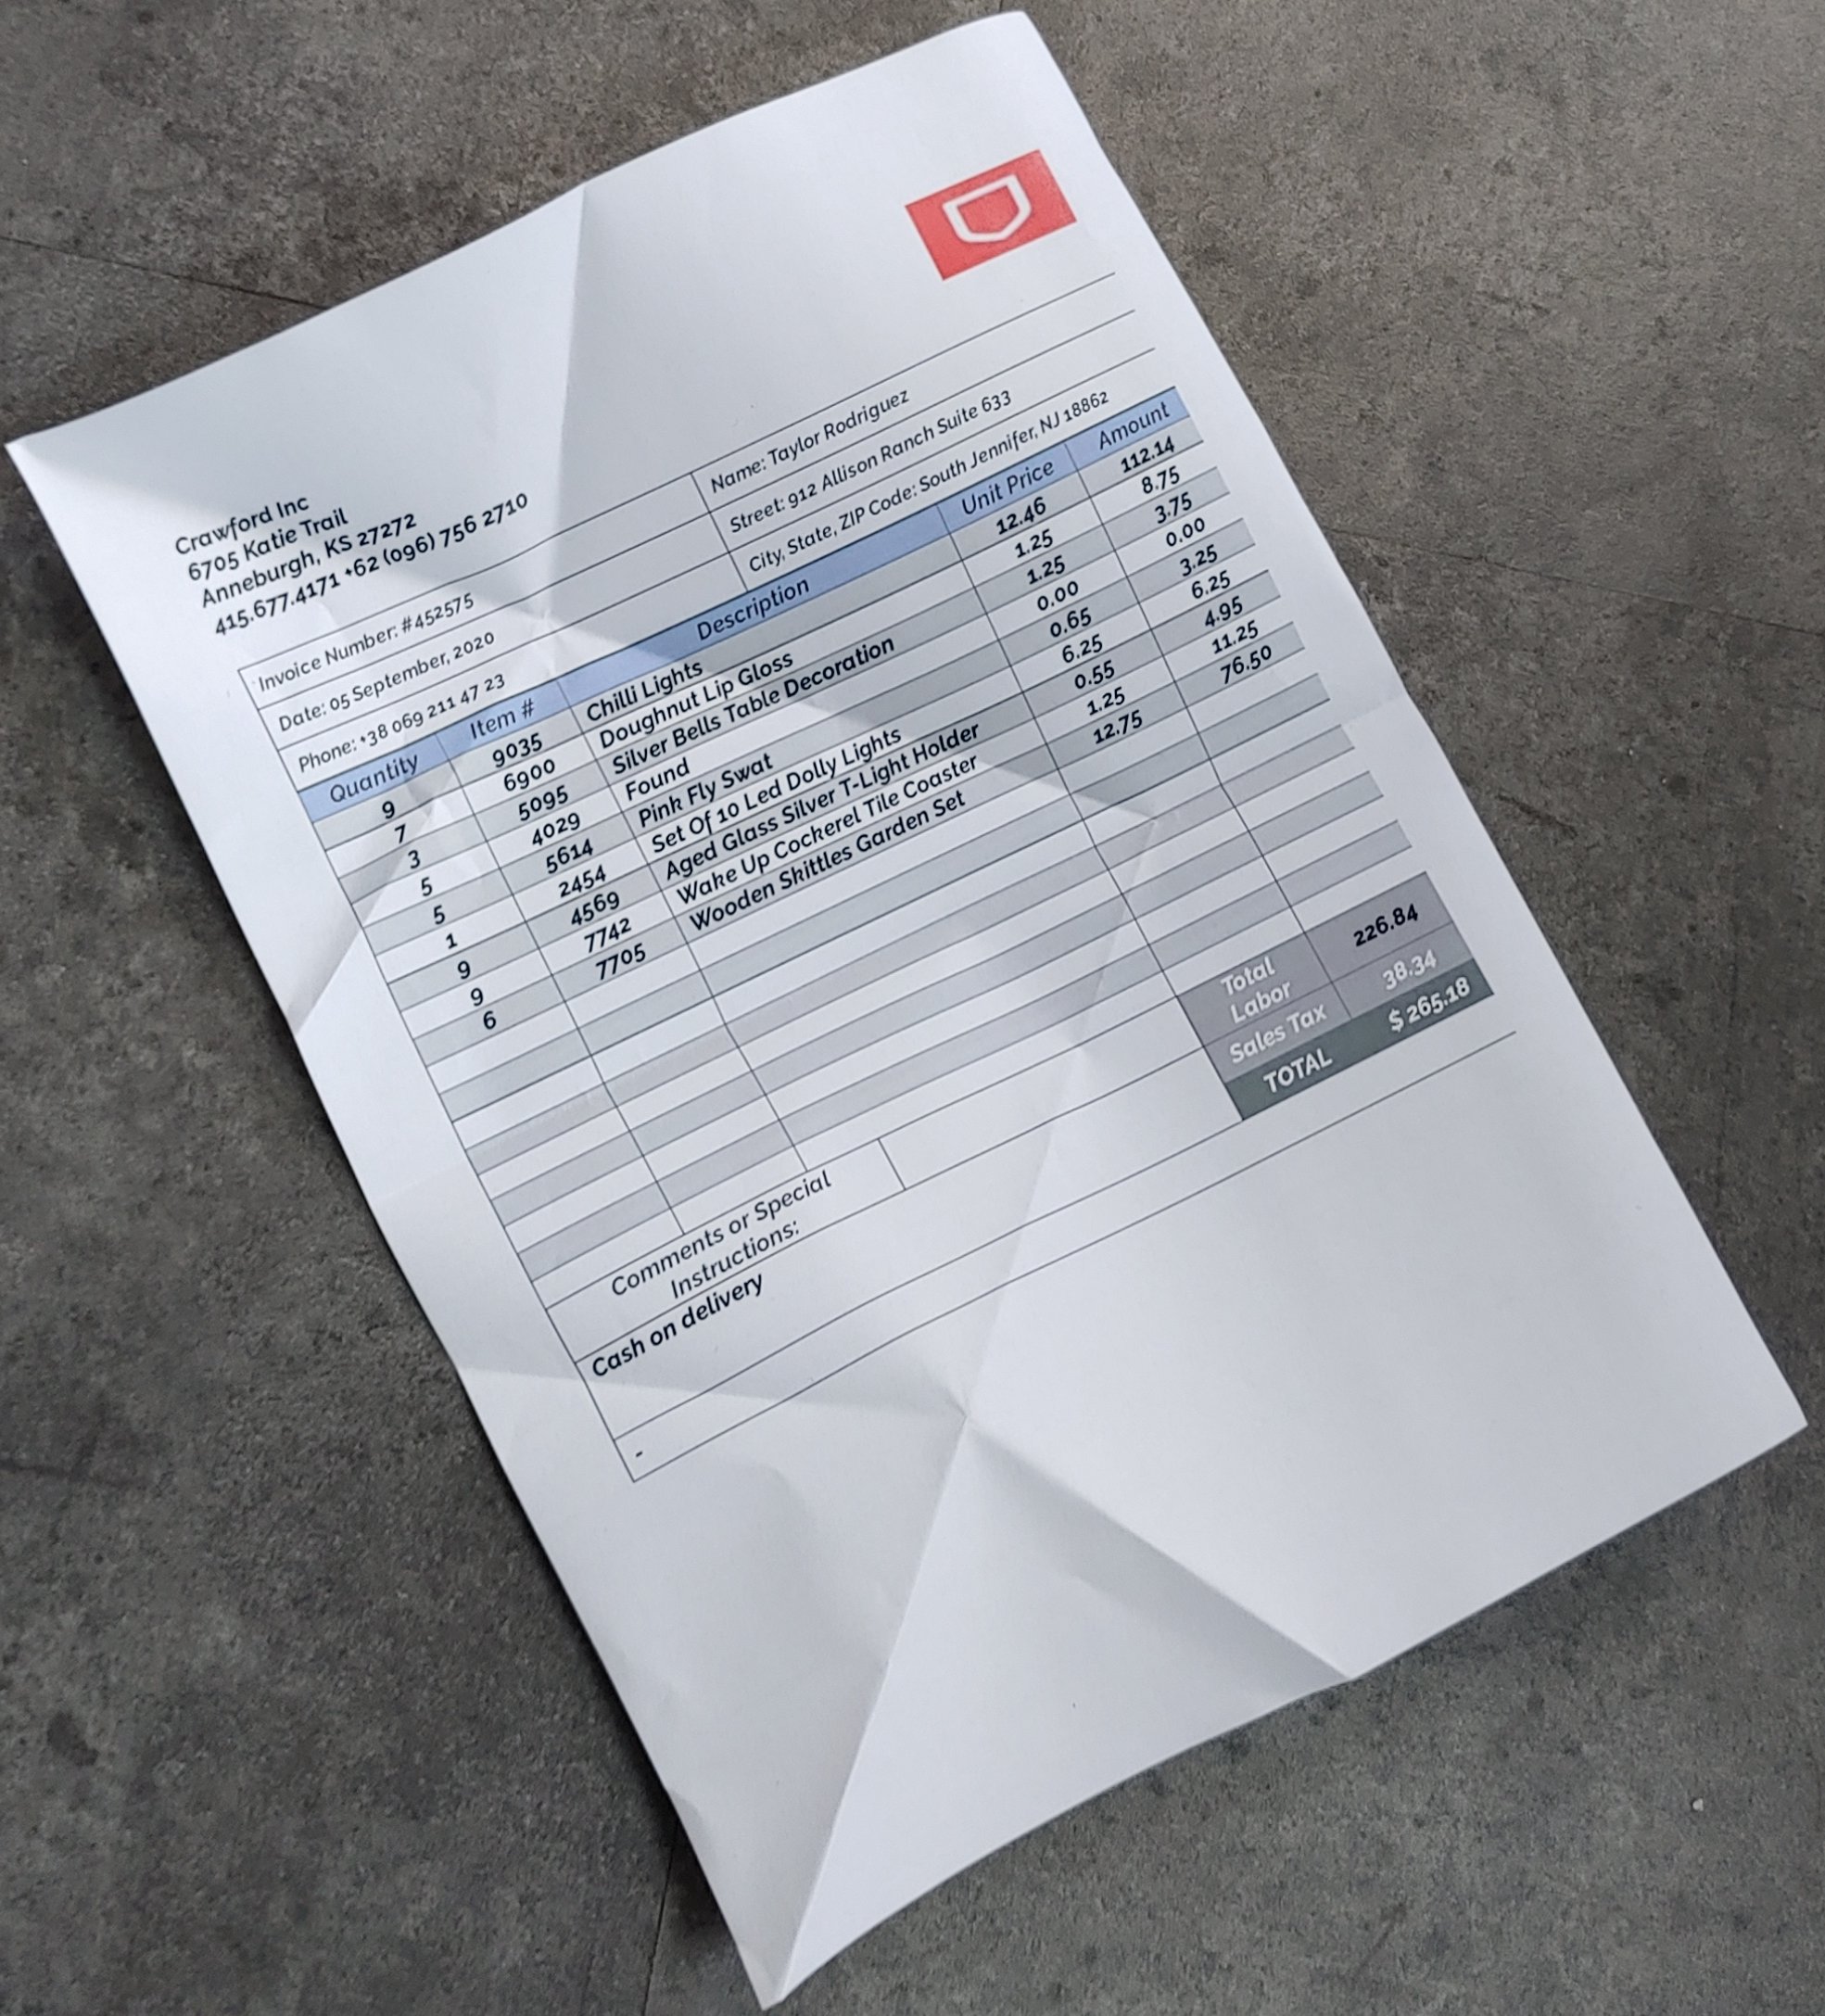 Crawford Inc
6705 Katie Trail
Anneburgh, KS 27272
415.677.4171 +62 (096) 756 2710
Invoice Number: #452575 Name: Taylor Rodriguez
Date: 05 September, 2020 Street: 912 Allison Ranch Suite 633
Phone: +38 069 211 47 23 City, State, ZIP Code: South Jennifer, NJ 18862
Quantity Item # Description Unit Price Amount
9 9035 Chilli Lights 12.46 112.14
7 6900 Doughnut Lip Gloss 1.25 8.75
3 5095 Silver Bells Table Decoration 1.25 3.75
5 4029 Found 0.00 0.00
5 5614 Pink Fly Swat 0.65 3.25
1 2454 Set Of 10 Led Dolly Lights 6.25 6.25
9 4569 Aged Glass Silver T-Light Holder 0.55 4.95
9 7742 Wake Up Cockerel Tile Coaster 1.25 11.25
6 7705 Wooden Skittles Garden Set 12.75 76.50
Total 226.84
Labor
Sales Tax 38.34
TOTAL $ 265.18
Comments or Special
Instructions:
Cash on delivery
-